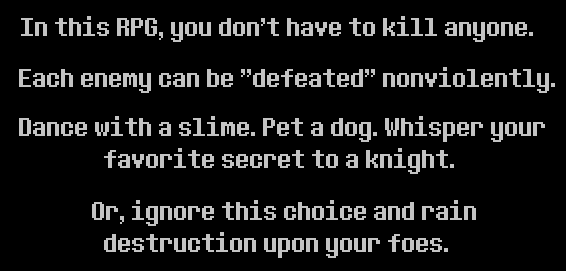 In this RPG, you don't have to kill anyone.
Each enemy can be "defeated" nonviolently.
Dance with a slime. Pet a dog. Whisper your
favorite secret to a knight.
Or, ignore this choice and rain
destruction upon your foes.